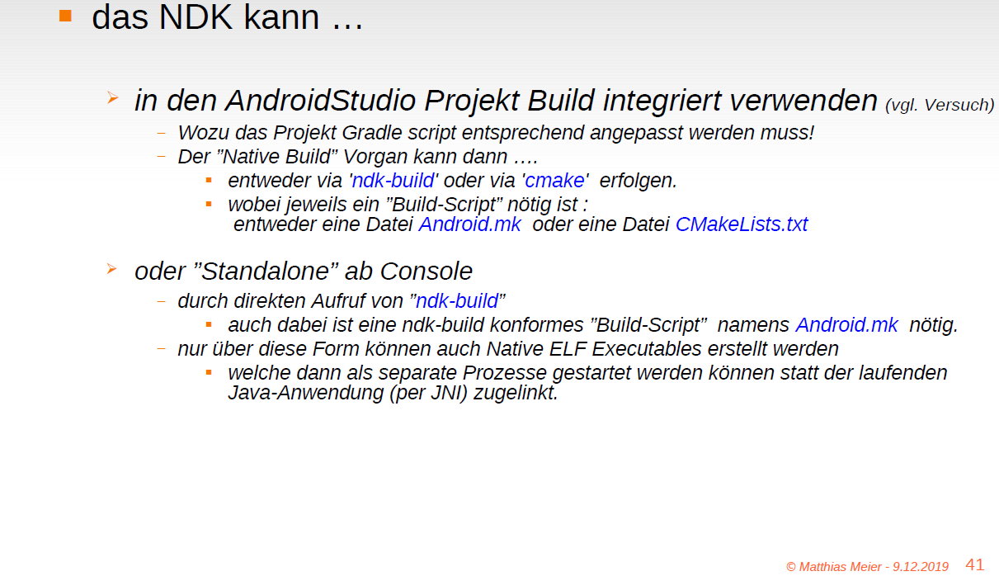 das NDK kann …
in den AndroidStudio Projekt Build integriert verwenden (vgl. Versuch)
– Wozu das Projekt Gradle script entsprechend angepasst werden muss!
– Der ”Native Build” Vorgan kann dann ….
entweder via 'ndk-build' oder via 'cmake' erfolgen.
wobei jeweils ein ”Build-Script” nötig ist :
entweder eine Datei Android.mk oder eine Datei CMakeLists.txt
oder ”Standalone” ab Console
– durch direkten Aufruf von ”ndk-build”
auch dabei ist eine ndk-build konformes ”Build-Script” namens Android.mk nötig.
– nur über diese Form können auch Native ELF Executables erstellt werden
welche dann als separate Prozesse gestartet werden können statt der laufenden
Java-Anwendung (per JNI) zugelinkt.
© Matthias Meier - 9.12.2019 41